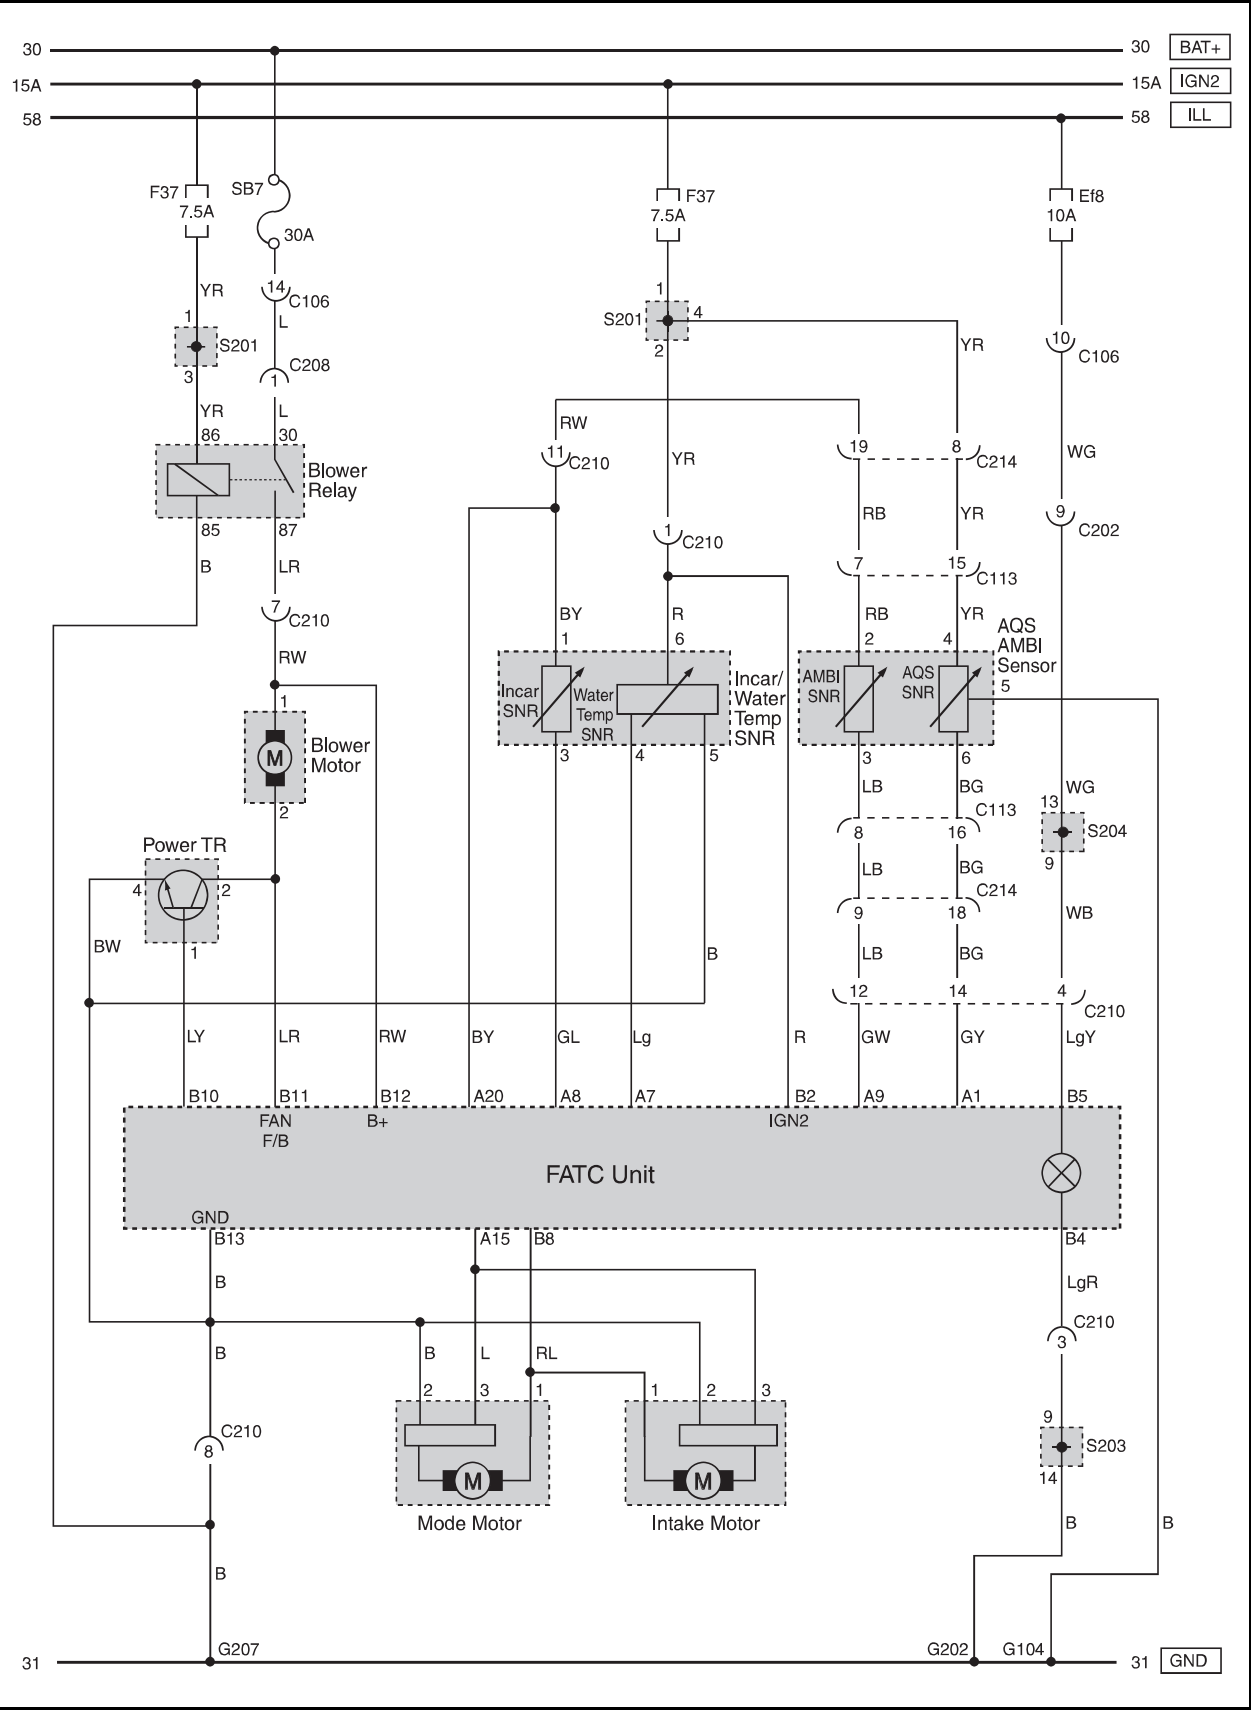 30 30 BAT+
15A 15A IGN2
58 58 ILL
F37 SB7 F37 Ef8
7.5A 7.5A 10A
30A
YR 14 C106 1
1 L S201 4 10
S201 C208 2 YR C106
3 1
YR L RW 19 8 WG
86 30 11 C210 YR C214
Blower
Relay
RB YR 9
85 87 1 C210 C202
B LR 7 15
C113
7 C210 BY R RB YR
1 6 2 4 AQS
AMBI
Sensor
RW 5
1
Incar
SNR
Water
Temp
SNR
Incar/
Water
Temp
SNR
AMBI
SNR
AQS
SNR
M Blower
Motor
3 4 5 3 6
LB BG WG
2 C113 13
8 16 S204
Power TR 9
4 2 LB BG C214
9 18 WB
BW 1 B LB BG
12 14 4
C210
LY LR RW BY GL Lg R GW GY LgY
B10 B11 B12 A20 A8 A7 B2 A9 A1 B5
FAN
F/B
B+ IGN2
FATC Unit
GND
B13 A15 B8 B4
B LgR
C210
3
B B L RL
2 3 1 1 2 3
9
C210 S203
8
M M 14
Mode Motor Intake Motor B B
B
G207 G202 G104
31 31 GND